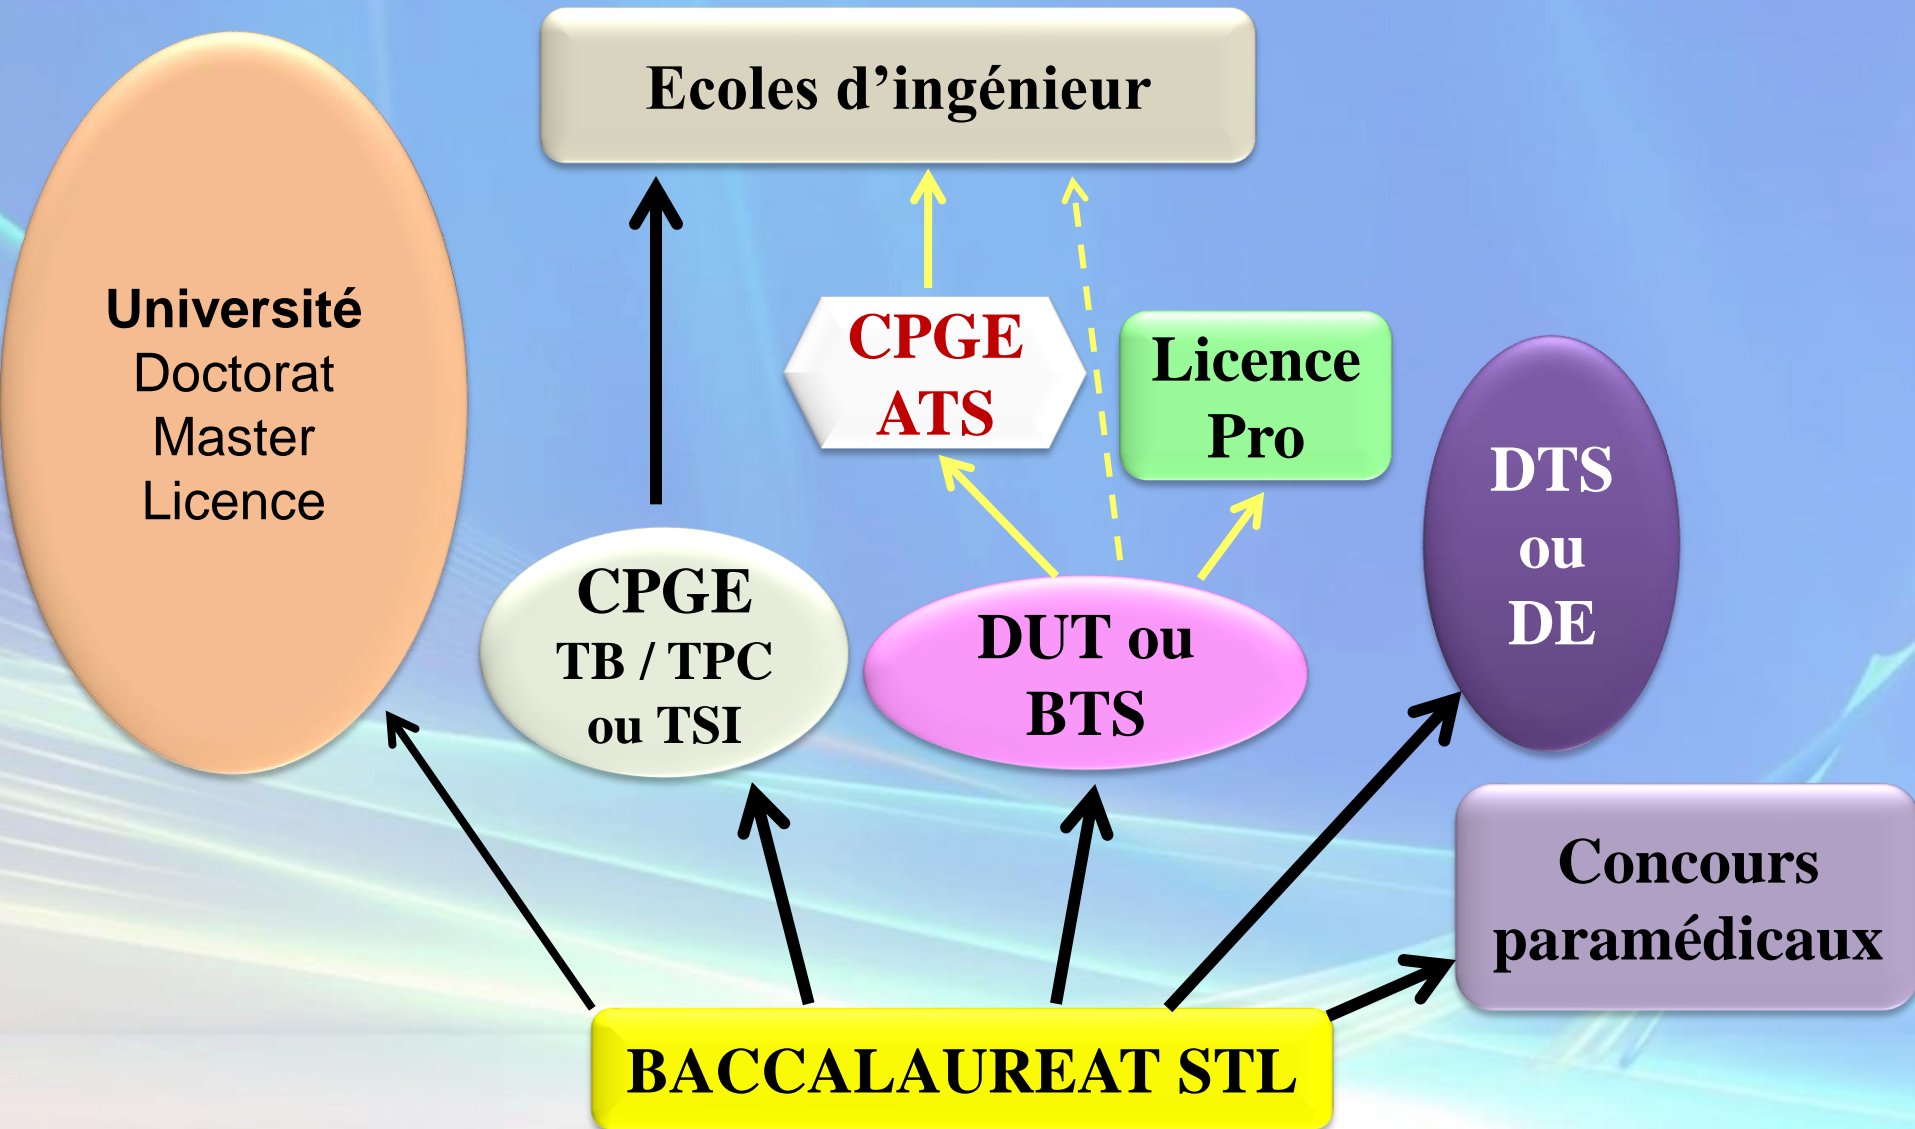 Ecoles d’ingénieur
Université
Doctorat
Master
Licence
CPGE
ATS
Licence
Pro
DTS
ou
DE
CPGE
TB / TPC
ou TSI
DUT ou
BTS
Concours
paramédicaux
BACCALAUREAT STL